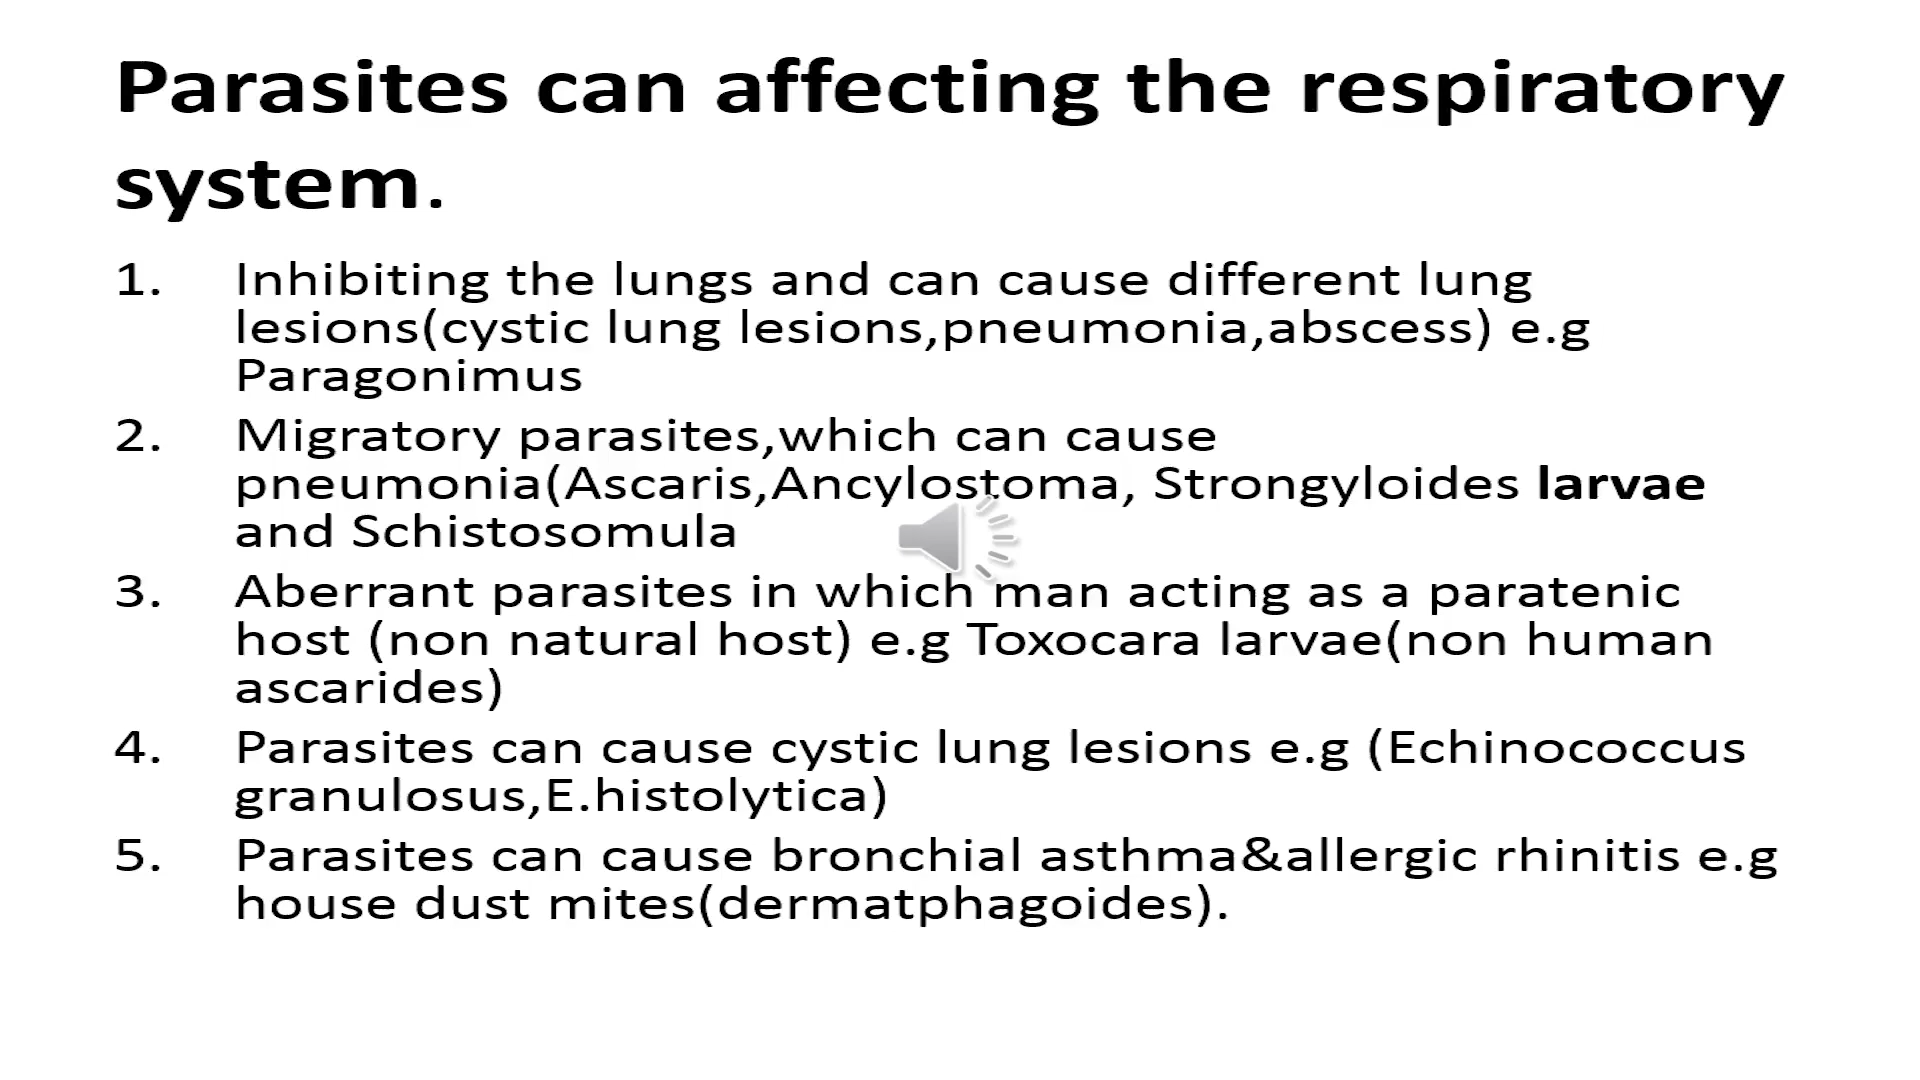 Parasites can affecting the respiratory
system.
1. Inhibiting the lungs and can cause different lung
lesions(cystic lung lesions,pneumonia,abscess) e.g
Paragonimus
2. Migratory parasites,which can cause
pneumonia(Ascaris,Ancylostoma, Strongyloides larvae
and Schistosomula
3. Aberrant parasites in which man acting as a paratenic
host (non natural host) e.g Toxocara larvae(non human
ascarides)
4. Parasites can cause cystic lung lesions e.g (Echinococcus
granulosus,E.histolytica)
5. Parasites can cause bronchial asthma&allergic rhinitis e.g
house dust mites(dermatphagoides).